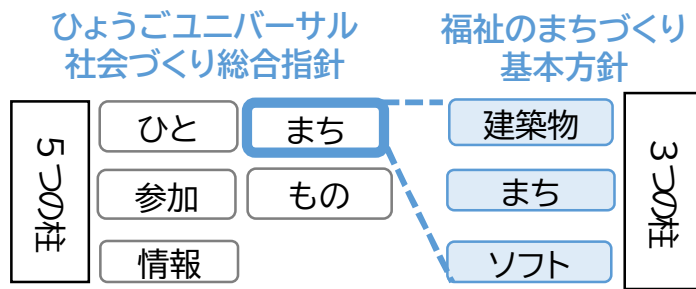 ひょうごユニバーサル
社会づくり総合指針
５つの柱
ひと
まち
参加
もの
情報
福祉のまちづくり
基本方針
建築物
まち
ソフト
３つの柱